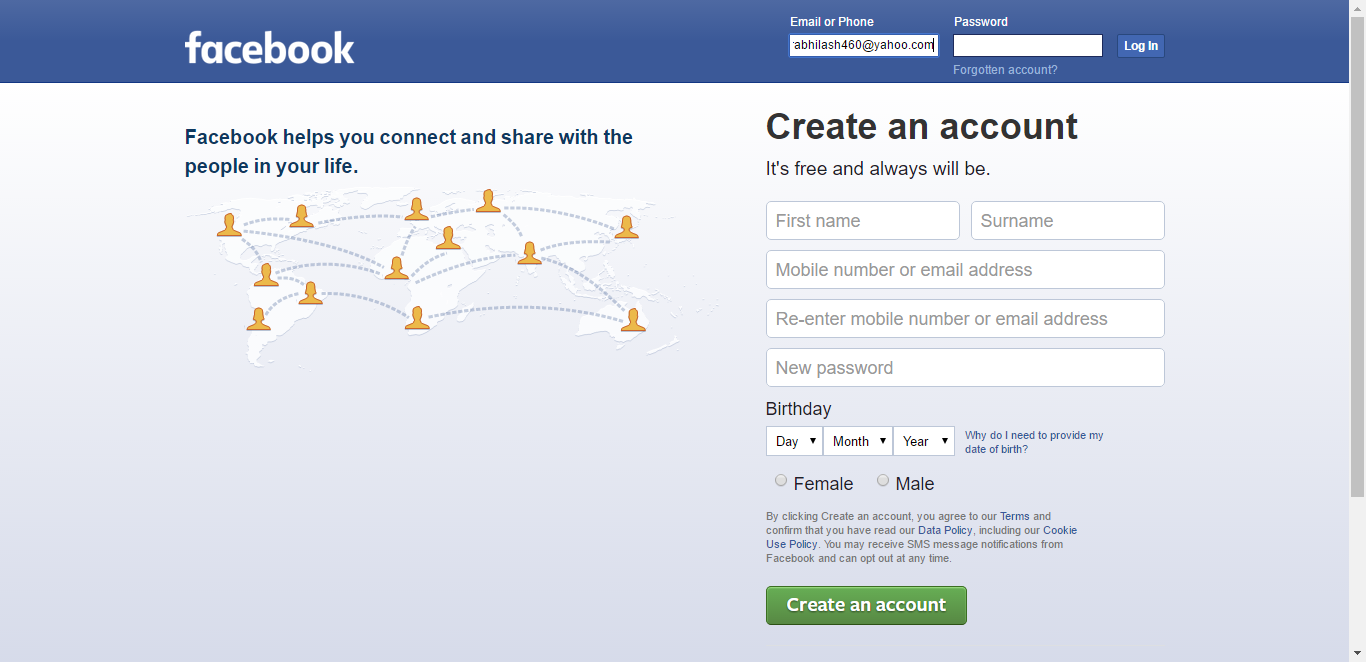 facebook
Email or Phone
Password
abhilash460@yahoo.com
Log In
Forgotten account?
Facebook helps you connect and share with the
people in your life.
Create an account
It's free and always will be.
First name
Surname
Mobile number or email address
Re-enter mobile number or email address
New password
Birthday
Day
Month
Year
Why do I need to provide my
date of birth?
Female
Male
By clicking Create an account, you agree to our Terms and
confirm that you have read our Data Policy, including our Cookie
Use Policy. You may receive SMS message notifications from
Facebook and can opt out at any time.
Create an account